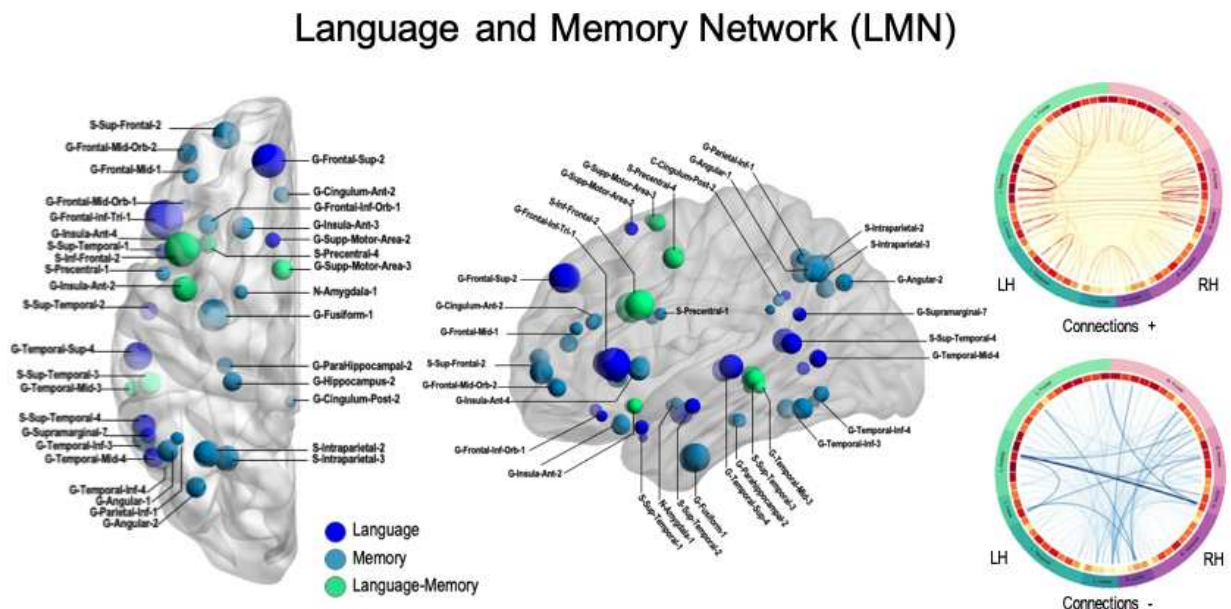 Language and Memory Network (LMN)
S-Sup-Frontal-2
G-Frontal-Mid-Orb-2
G-Frontal-Mid-1
G-Frontal-Mid-Orb-1
G-Frontal-Inf-Tri-1
G-Insula-Ant-4
S-Sup-Temporal-1
S-Inf-Frontal-2
S-Precentral-1
G-Insula-Ant-2
S-Sup-Temporal-2
G-Temporal-Sup-4
S-Sup-Temporal-3
G-Temporal-Mid-3
S-Sup-Temporal-4
G-Supramarginal-7
G-Temporal-Inf-3
G-Temporal-Mid-4
G-Temporal-Inf-4
G-Angular-1
G-Parietal-Inf-1
G-Angular-2
G-Frontal-Sup-2
G-Cingulum-Ant-2
G-Frontal-Inf-Orb-1
G-Insula-Ant-3
G-Supp-Motor-Area-2
S-Precentral-4
G-Supp-Motor-Area-3
N-Amygdala-1
G-Fusiform-1
G-ParaHippocampal-2
G-Hippocampus-2
G-Cingulum-Post-2
S-Intraparietal-2
S-Intraparietal-3
Language
Memory
Language-Memory
G-Parietal-Inf-1
G-Angular-1
C-Cingulum-Post-2
S-Precentral-4
G-Supp-Motor-Area-3
G-Supp-Motor-Area-2
S-Inf-Frontal-2
G-Frontal-Inf-Tri-1
G-Frontal-Sup-2
G-Cingulum-Ant-2
G-Frontal-Mid-1
S-Sup-Frontal-2
G-Frontal-Mid-Orb-2
G-Insula-Ant-4
G-Frontal-Inf-Orb-1
G-Insula-Ant-2
S-Precentral-1
S-Intraparietal-2
S-Intraparietal-3
G-Angular-2
G-Supramarginal-7
S-Sup-Temporal-4
G-Temporal-Mid-4
G-Temporal-Inf-4
G-Temporal-Inf-3
G-Temporal-Mid-3
S-Sup-Temporal-3
G-Parahippocampal-2
G-Temporal-Sup-4
G-Fusiform-1
S-Sup-Temporal-2
N-Amygdala-1
S-Sup-Temporal-1
LH
RH
Connections +
LH
RH
Connections -